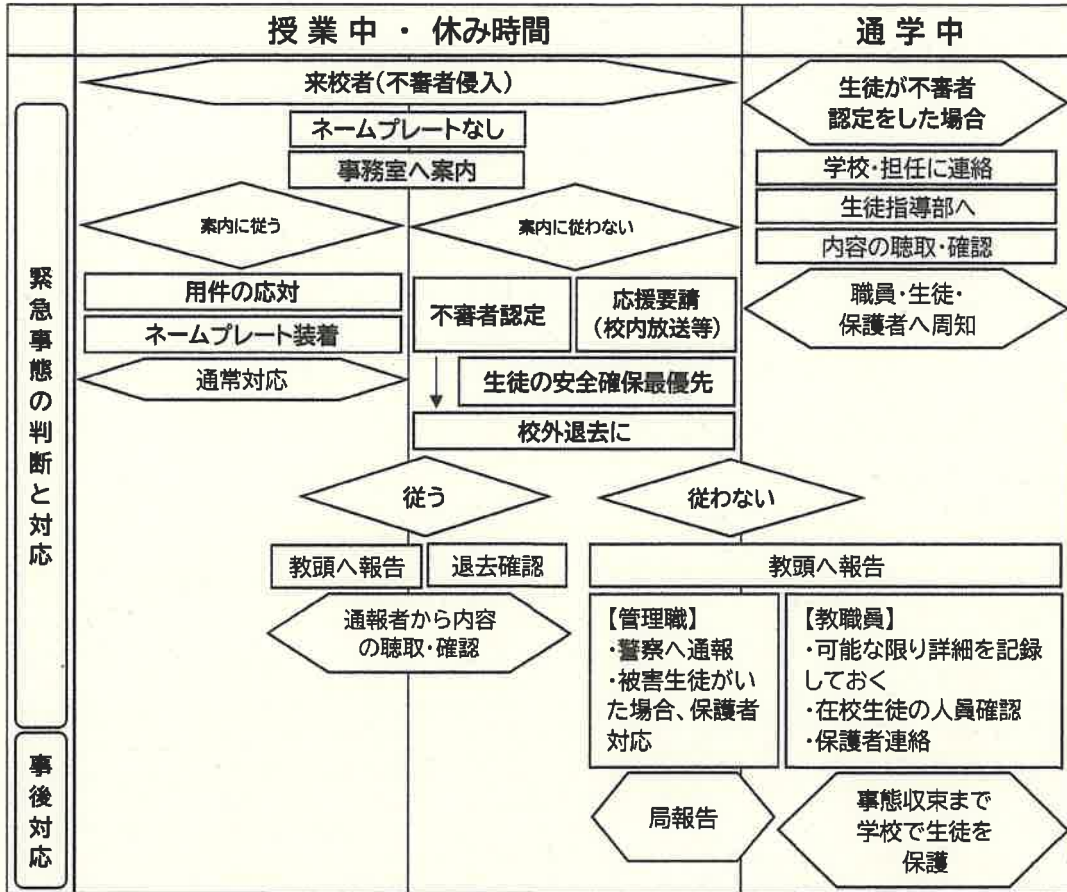 授業中・休み時間
通学中
来校者(不審者侵入)
ネームプレートなし
事務室へ案内
案内に従う
案内に従わない
用件の応対
ネームプレート装着
通常対応
不審者認定
応援要請
(校内放送等)
生徒の安全確保最優先
校外退去に
従う
従わない
教頭へ報告
退去確認
通報者から内容
の聴取・確認
教頭へ報告
【管理職】
・警察へ通報
・被害生徒がい
た場合、保護者
対応
【教職員】
・可能な限り詳細を記録
しておく
・在校生徒の人員確認
・保護者連絡
局報告
事態収束まで
学校で生徒を
保護
生徒が不審者
認定をした場合
学校・担任に連絡
生徒指導部へ
内容の聴取・確認
職員・生徒・
保護者へ周知
緊急事態の判断と対応
事後対応